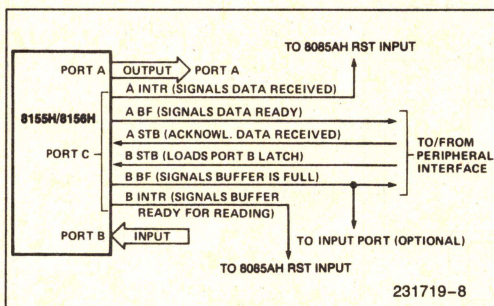 TO 8085AH RST INPUT
PORT A OUTPUT PORT A
A INTR (SIGNALS DATA RECEIVED)
A BF (SIGNALS DATA READY)
8155H/8156H
A STB (ACKNOWL. DATA RECEIVED)
PORT C
B STB (LOADS PORT B LATCH)
TO/FROM
PERIPHERAL
INTERFACE
B BF (SIGNALS BUFFER IS FULL)
B INTR (SIGNALS BUFFER
READY FOR READING)
PORT B INPUT
TO INPUT PORT (OPTIONAL)
TO 8085AH RST INPUT
231719-8